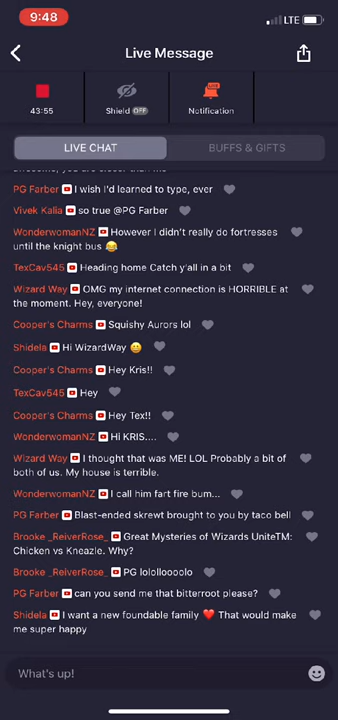 9:48
LTE
Live Message
43:55
Shield OFF
Notification
LIVE CHAT
BUFFS & GIFTS
PG Farber I wish I'd learned to type, ever
Vivek Kalia so true @PG Farber
WonderwomanNZ However I didn't really do fortresses
until the knight bus 😂
TexCav545 Heading home Catch y'all in a bit
Wizard Way OMG my internet connection is HORRIBLE at
the moment. Hey, everyone!
Cooper's Charms Squishy Aurors lol
Shidela Hi WizardWay 😀
Cooper's Charms Hey Kris!!
TexCav545 Hey
Cooper's Charms Hey Tex!!
WonderwomanNZ Hi KRIS....
Wizard Way I thought that was ME! LOL Probably a bit of
both of us. My house is terrible.
WonderwomanNZ I call him fart fire bum...
PG Farber Blast-ended skrewt brought to you by taco bell
Brooke _ReiverRose_ Great Mysteries of Wizards UniteTM:
Chicken vs Kneazle. Why?
Brooke _ReiverRose_ PG lololloooolo
PG Farber can you send me that bitterroot please?
Shidela I want a new foundable family ❤️ That would make
me super happy
What's up!